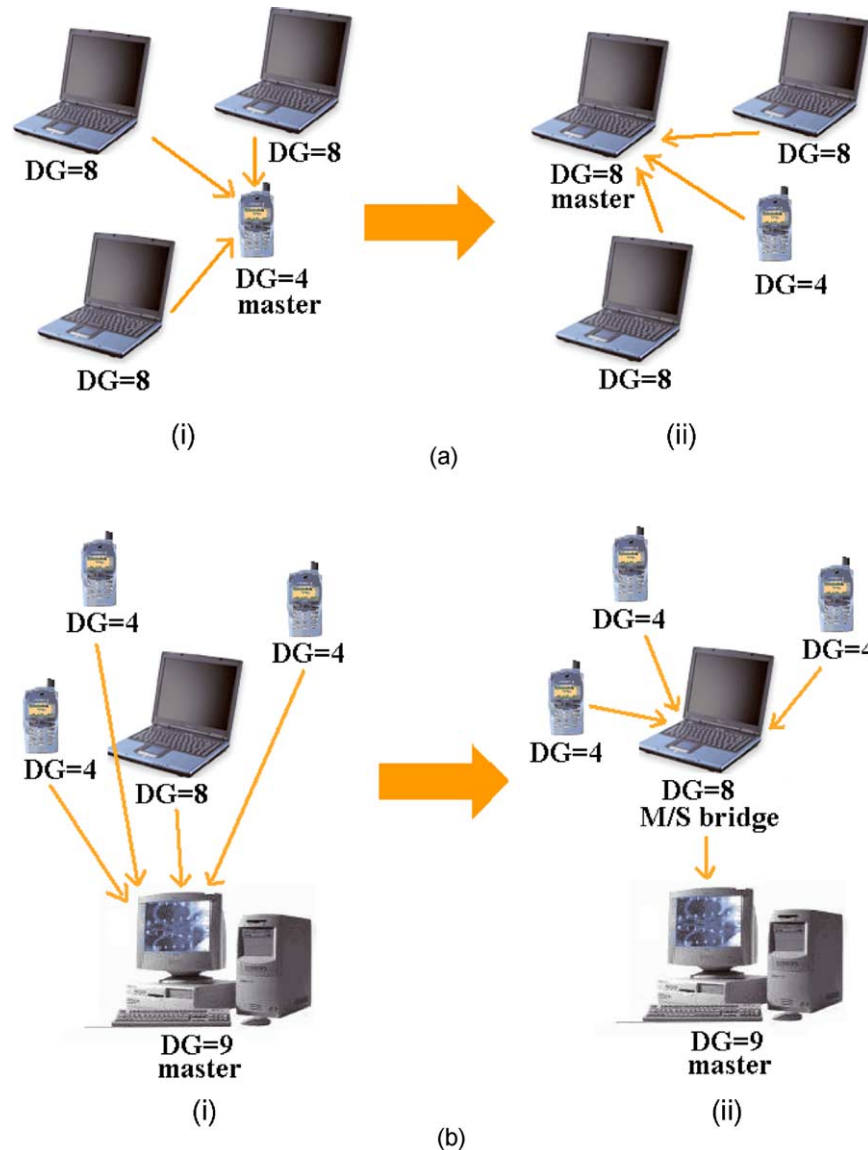 DG=8
DG=8
DG=4
master
DG=8
(i)
DG=8
master
DG=8
DG=4
DG=8
(ii)
(a)
DG=4
DG=4
DG=4
DG=8
DG=9
master
(i)
DG=4
DG=4
DG=4
DG=8
M/S bridge
DG=9
master
(ii)
(b)